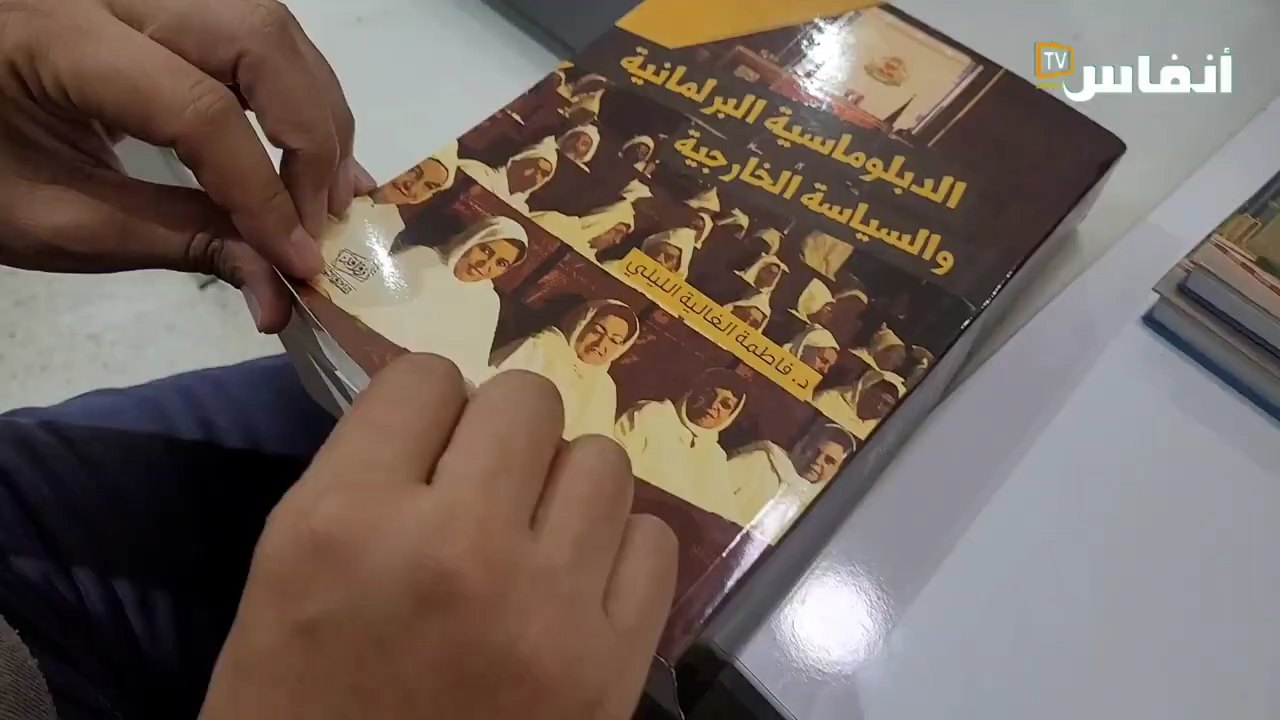 أنفاس TV
الدبلوماسية البرلمانية
والسياسة الخارجية
د. فاطمة الغالية الليلي